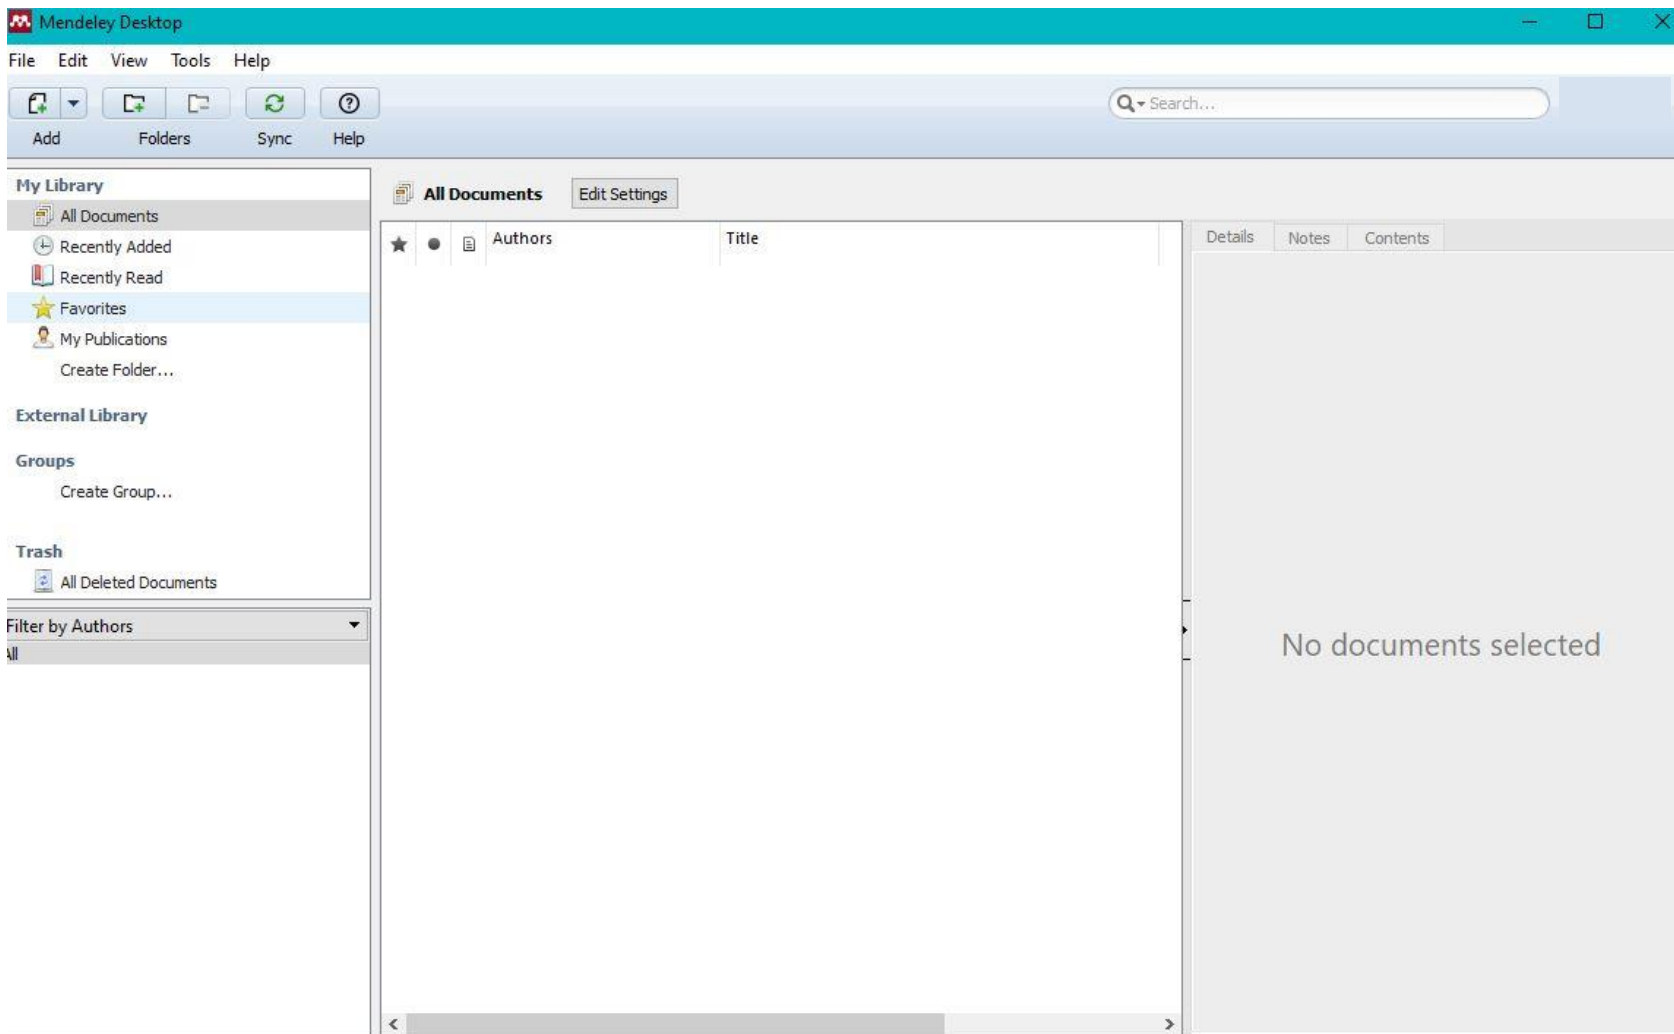 Mendeley Desktop
File Edit View Tools Help
Search...
Add Folders Sync Help
My Library
All Documents
Recently Added
Recently Read
Favorites
My Publications
Create Folder...
External Library
Groups
Create Group...
Trash
All Deleted Documents
Filter by Authors
All
All Documents Edit Settings
Authors Title
Details Notes Contents
No documents selected